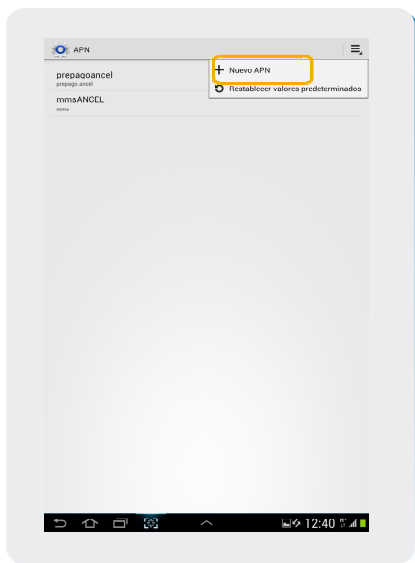 APN
Nuevo APN
Restablecer valores predeterminados
prepagoancel
prepago.ancel
mmsANCEL
mms
12:40